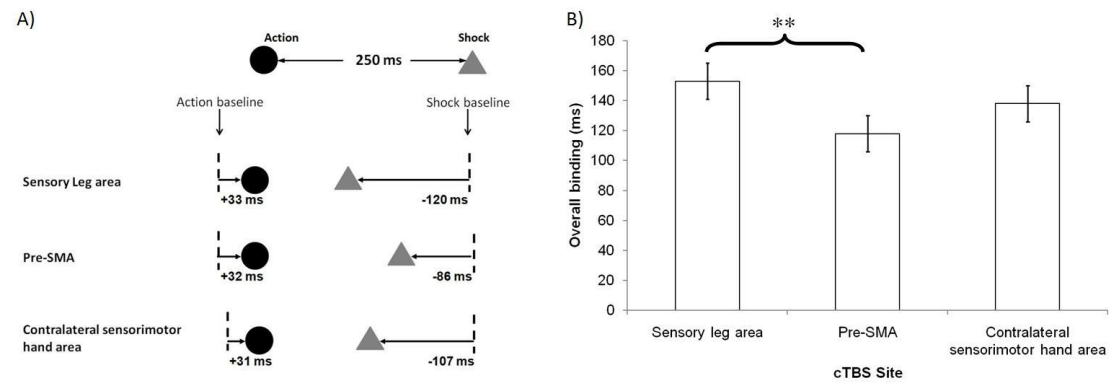 A)
Action
Shock
250 ms
Action baseline
Shock baseline
Sensory Leg area
+33 ms
-120 ms
Pre-SMA
+32 ms
-86 ms
Contralateral sensorimotor
hand area
+31 ms
-107 ms
B)
**
Overall binding (ms)
180
160
140
120
100
80
60
40
20
0
Sensory leg area
Pre-SMA
Contralateral
sensorimotor hand area
cTBS Site